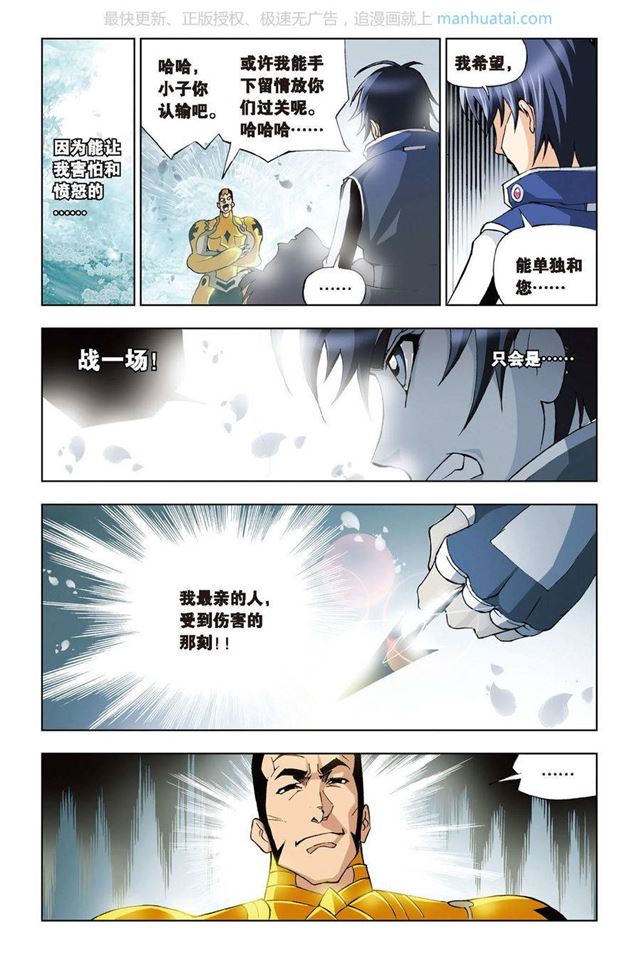 最快更新、正版授权、极速无广告，追漫画就上 manhuatai.com
因为能让
我害怕和
愤怒的
……
哈哈，
小子你
认输吧。
或许我能手
下留情放你
们过关呢。
哈哈哈……
……
我希望，
能单独和
您……
战一场！
只会是……
我最亲的人，
受到伤害的
那刻！！
……